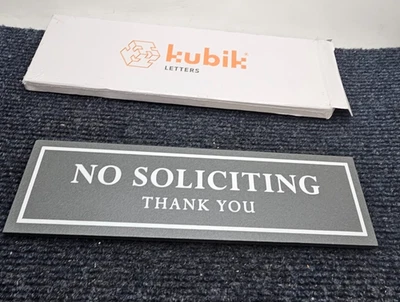 kubik
LETTERS
NO SOLICITING
THANK YOU